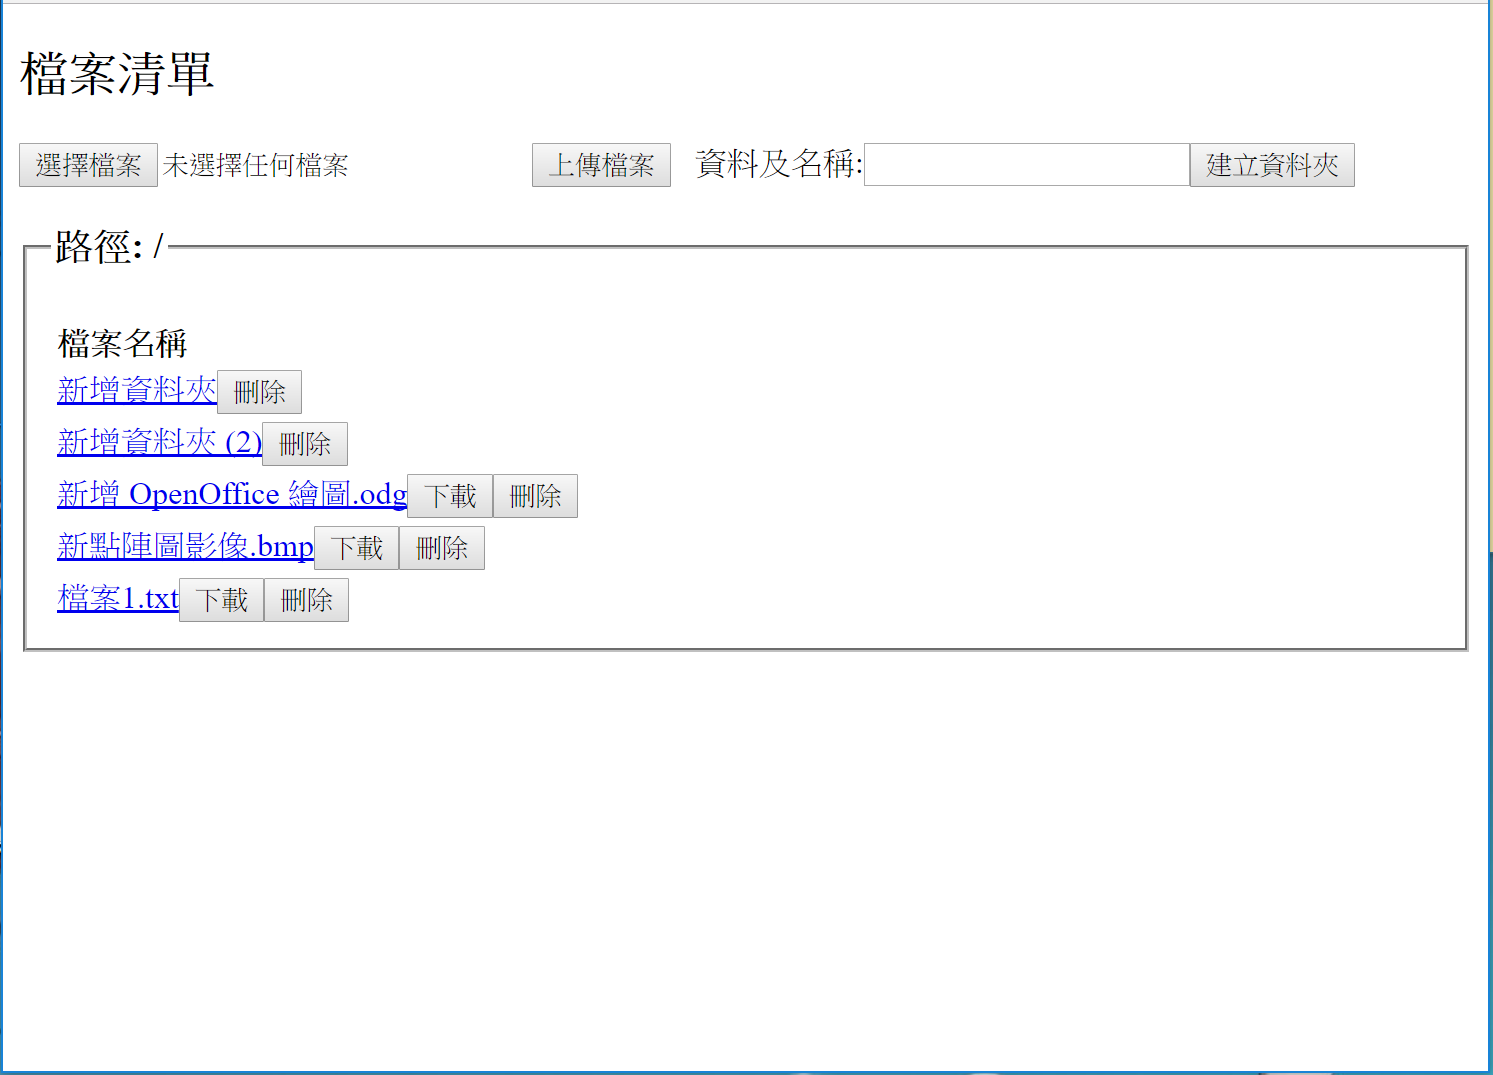 檔案清單
選擇檔案 未選擇任何檔案 上傳檔案 資料及名稱: 建立資料夾
路徑: /
檔案名稱
新增資料夾 刪除
新增資料夾 (2) 刪除
新增 OpenOffice 繪圖.odg 下載 刪除
新點陣圖影像.bmp 下載 刪除
檔案1.txt 下載 刪除